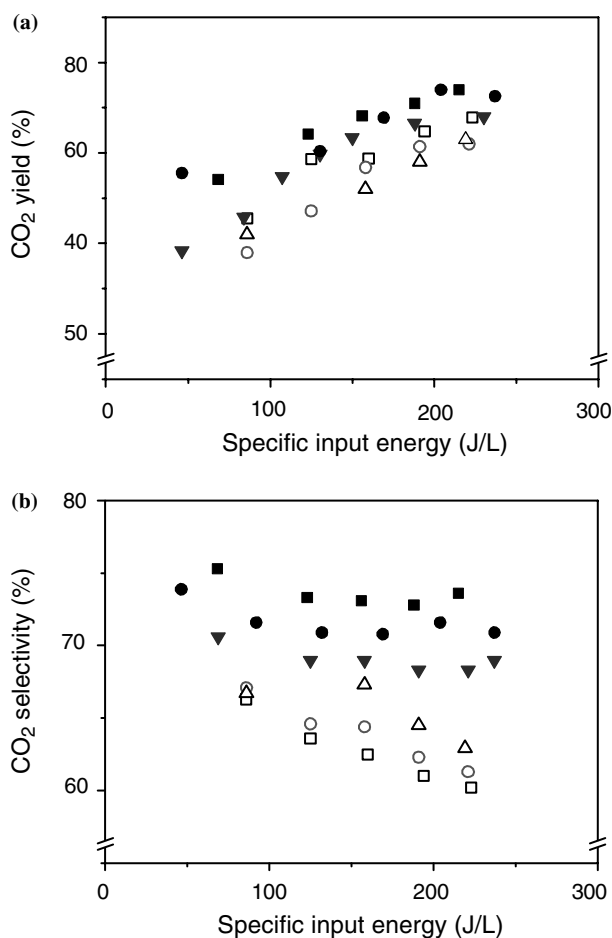 (a)
80
60
40
50
CO₂ yield (%)
0 100 200 300
Specific input energy (J/L)
(b)
80
70
60
CO₂ selectivity (%)
0 100 200 300
Specific input energy (J/L)